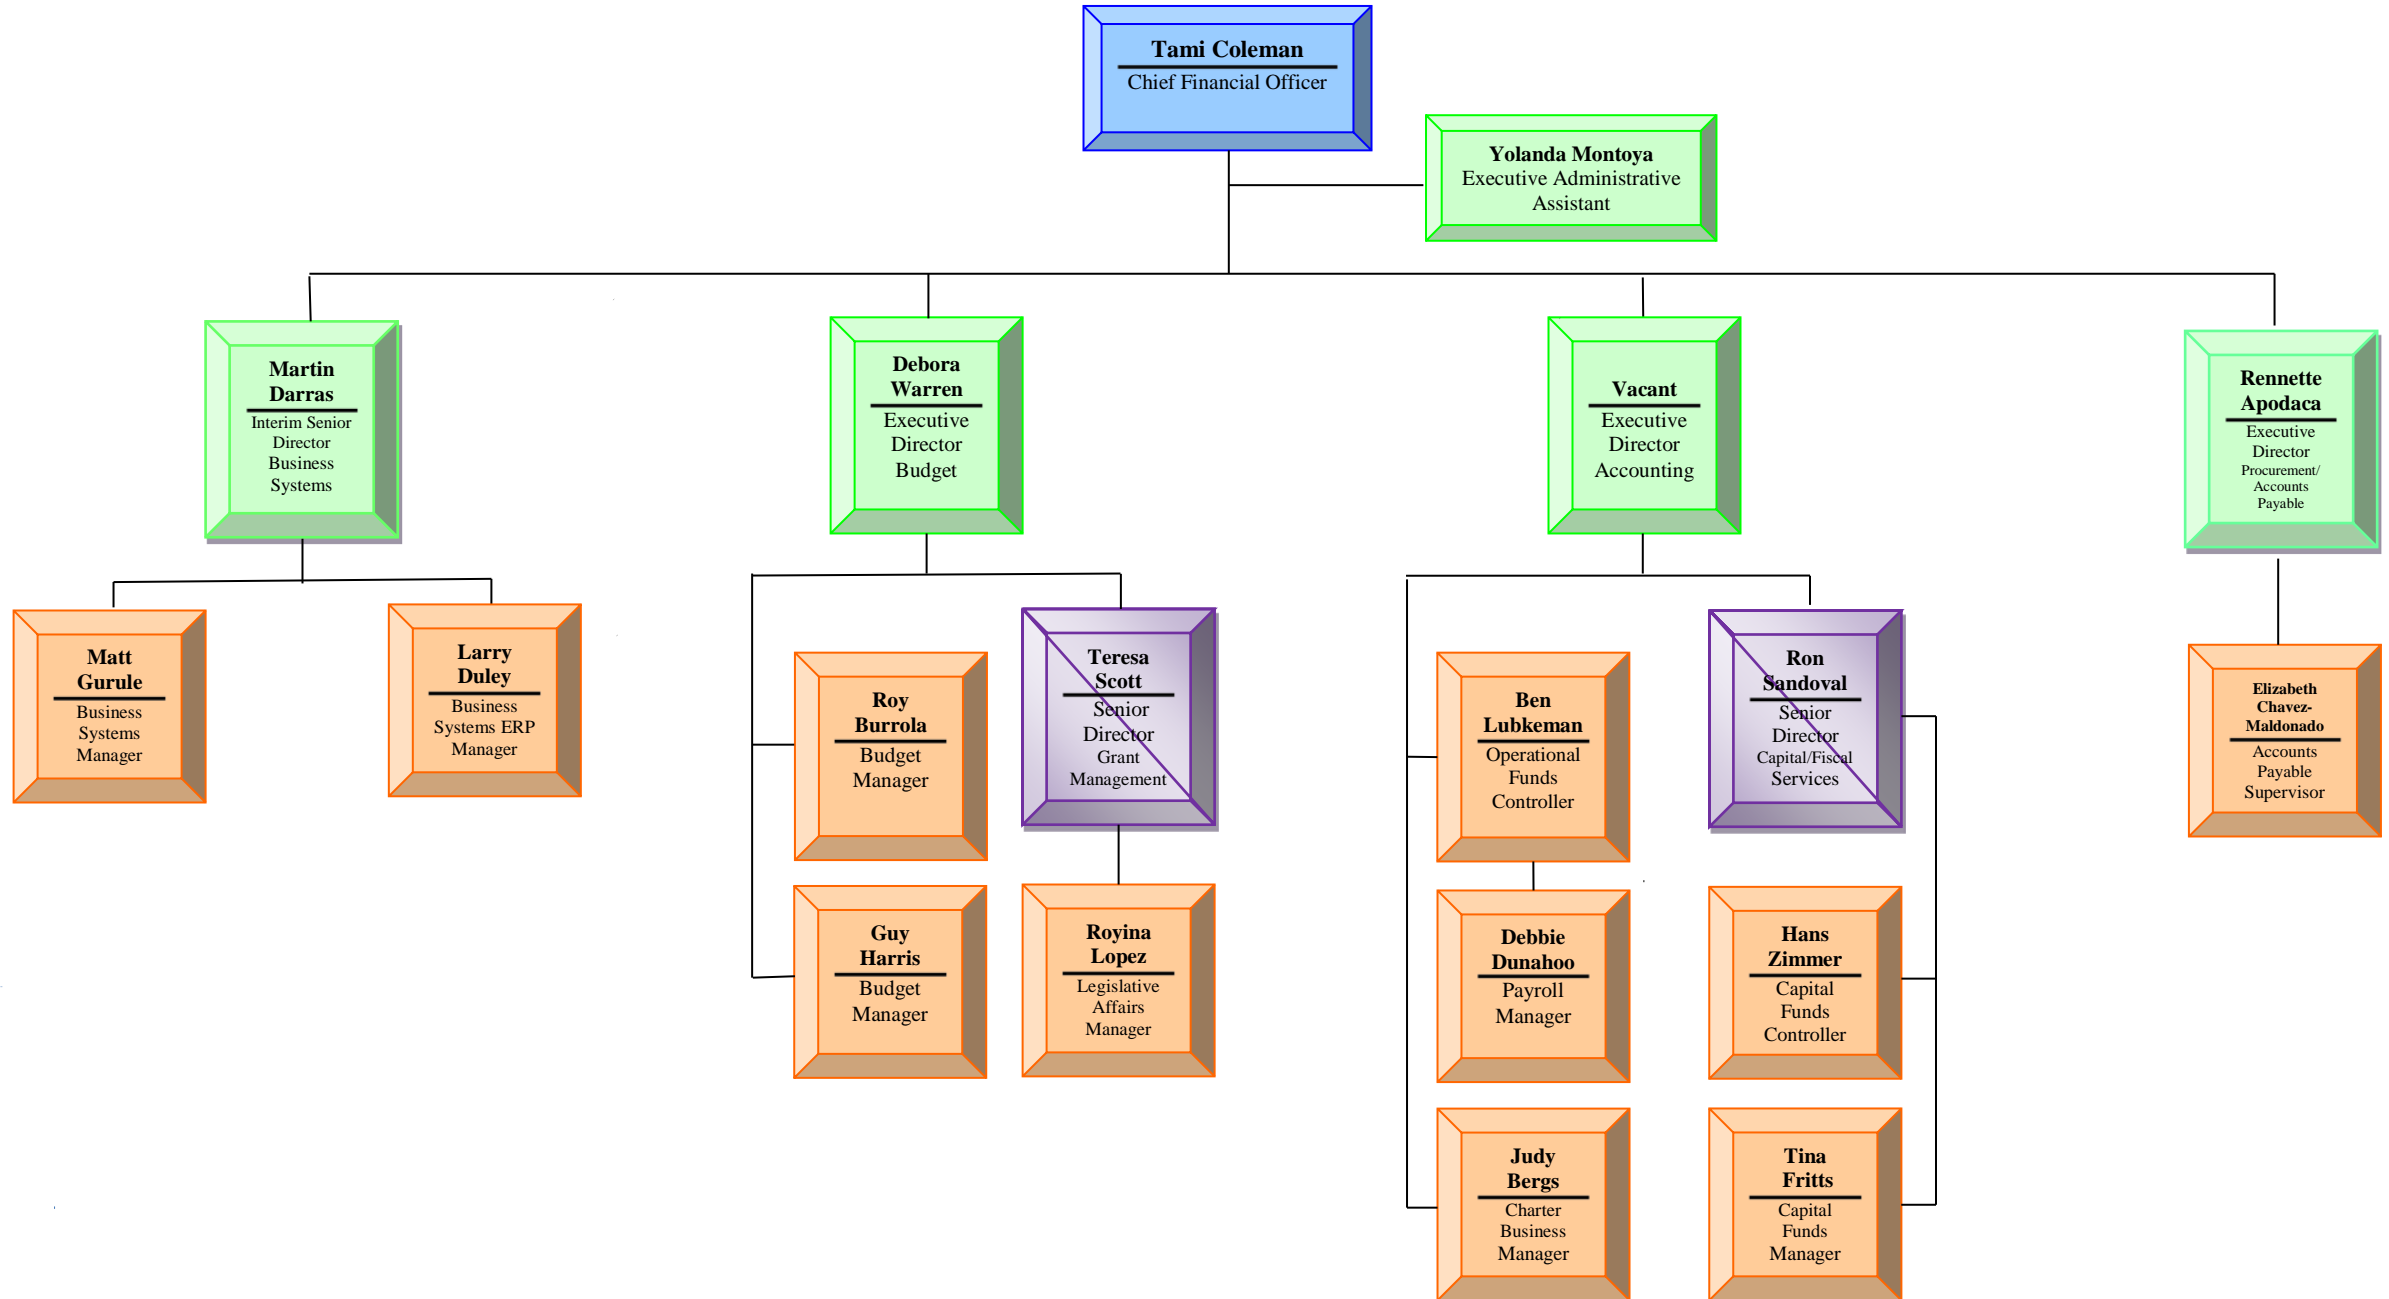 Tami Coleman
Chief Financial Officer
Yolanda Montoya
Executive Administrative
Assistant
Martin
Darras
Interim Senior
Director
Business
Systems
Debora
Warren
Executive
Director
Budget
Vacant
Executive
Director
Accounting
Rennette
Apodaca
Executive
Director
Procurement/
Accounts
Payable
Matt
Gurule
Business
Systems
Manager
Larry
Duley
Business
Systems ERP
Manager
Roy
Burrola
Budget
Manager
Teresa
Scott
Senior
Director
Grant
Management
Ben
Lubkeman
Operational
Funds
Controller
Ron
Sandoval
Senior
Director
Capital/Fiscal
Services
Elizabeth
Chavez-
Maldonado
Accounts
Payable
Supervisor
Guy
Harris
Budget
Manager
Royina
Lopez
Legislative
Affairs
Manager
Debbie
Dunahoo
Payroll
Manager
Hans
Zimmer
Capital
Funds
Controller
Judy
Bergs
Charter
Business
Manager
Tina
Fritts
Capital
Funds
Manager